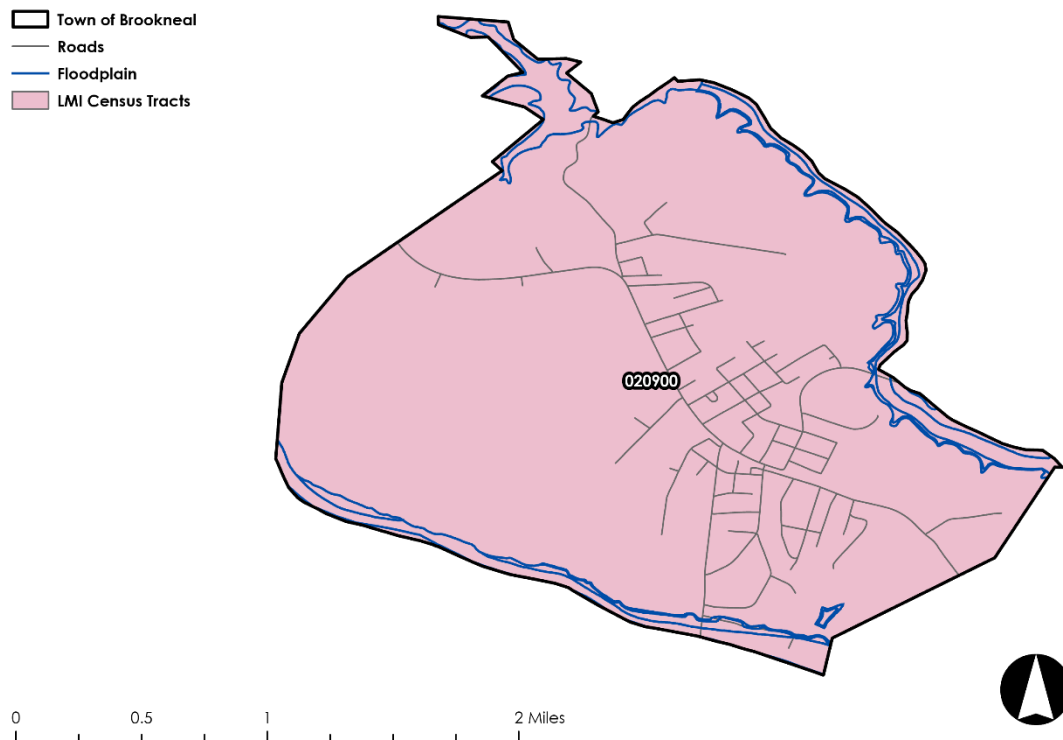 Town of Brookneal
Roads
Floodplain
LMI Census Tracts
020900
0 0.5 1 2 Miles